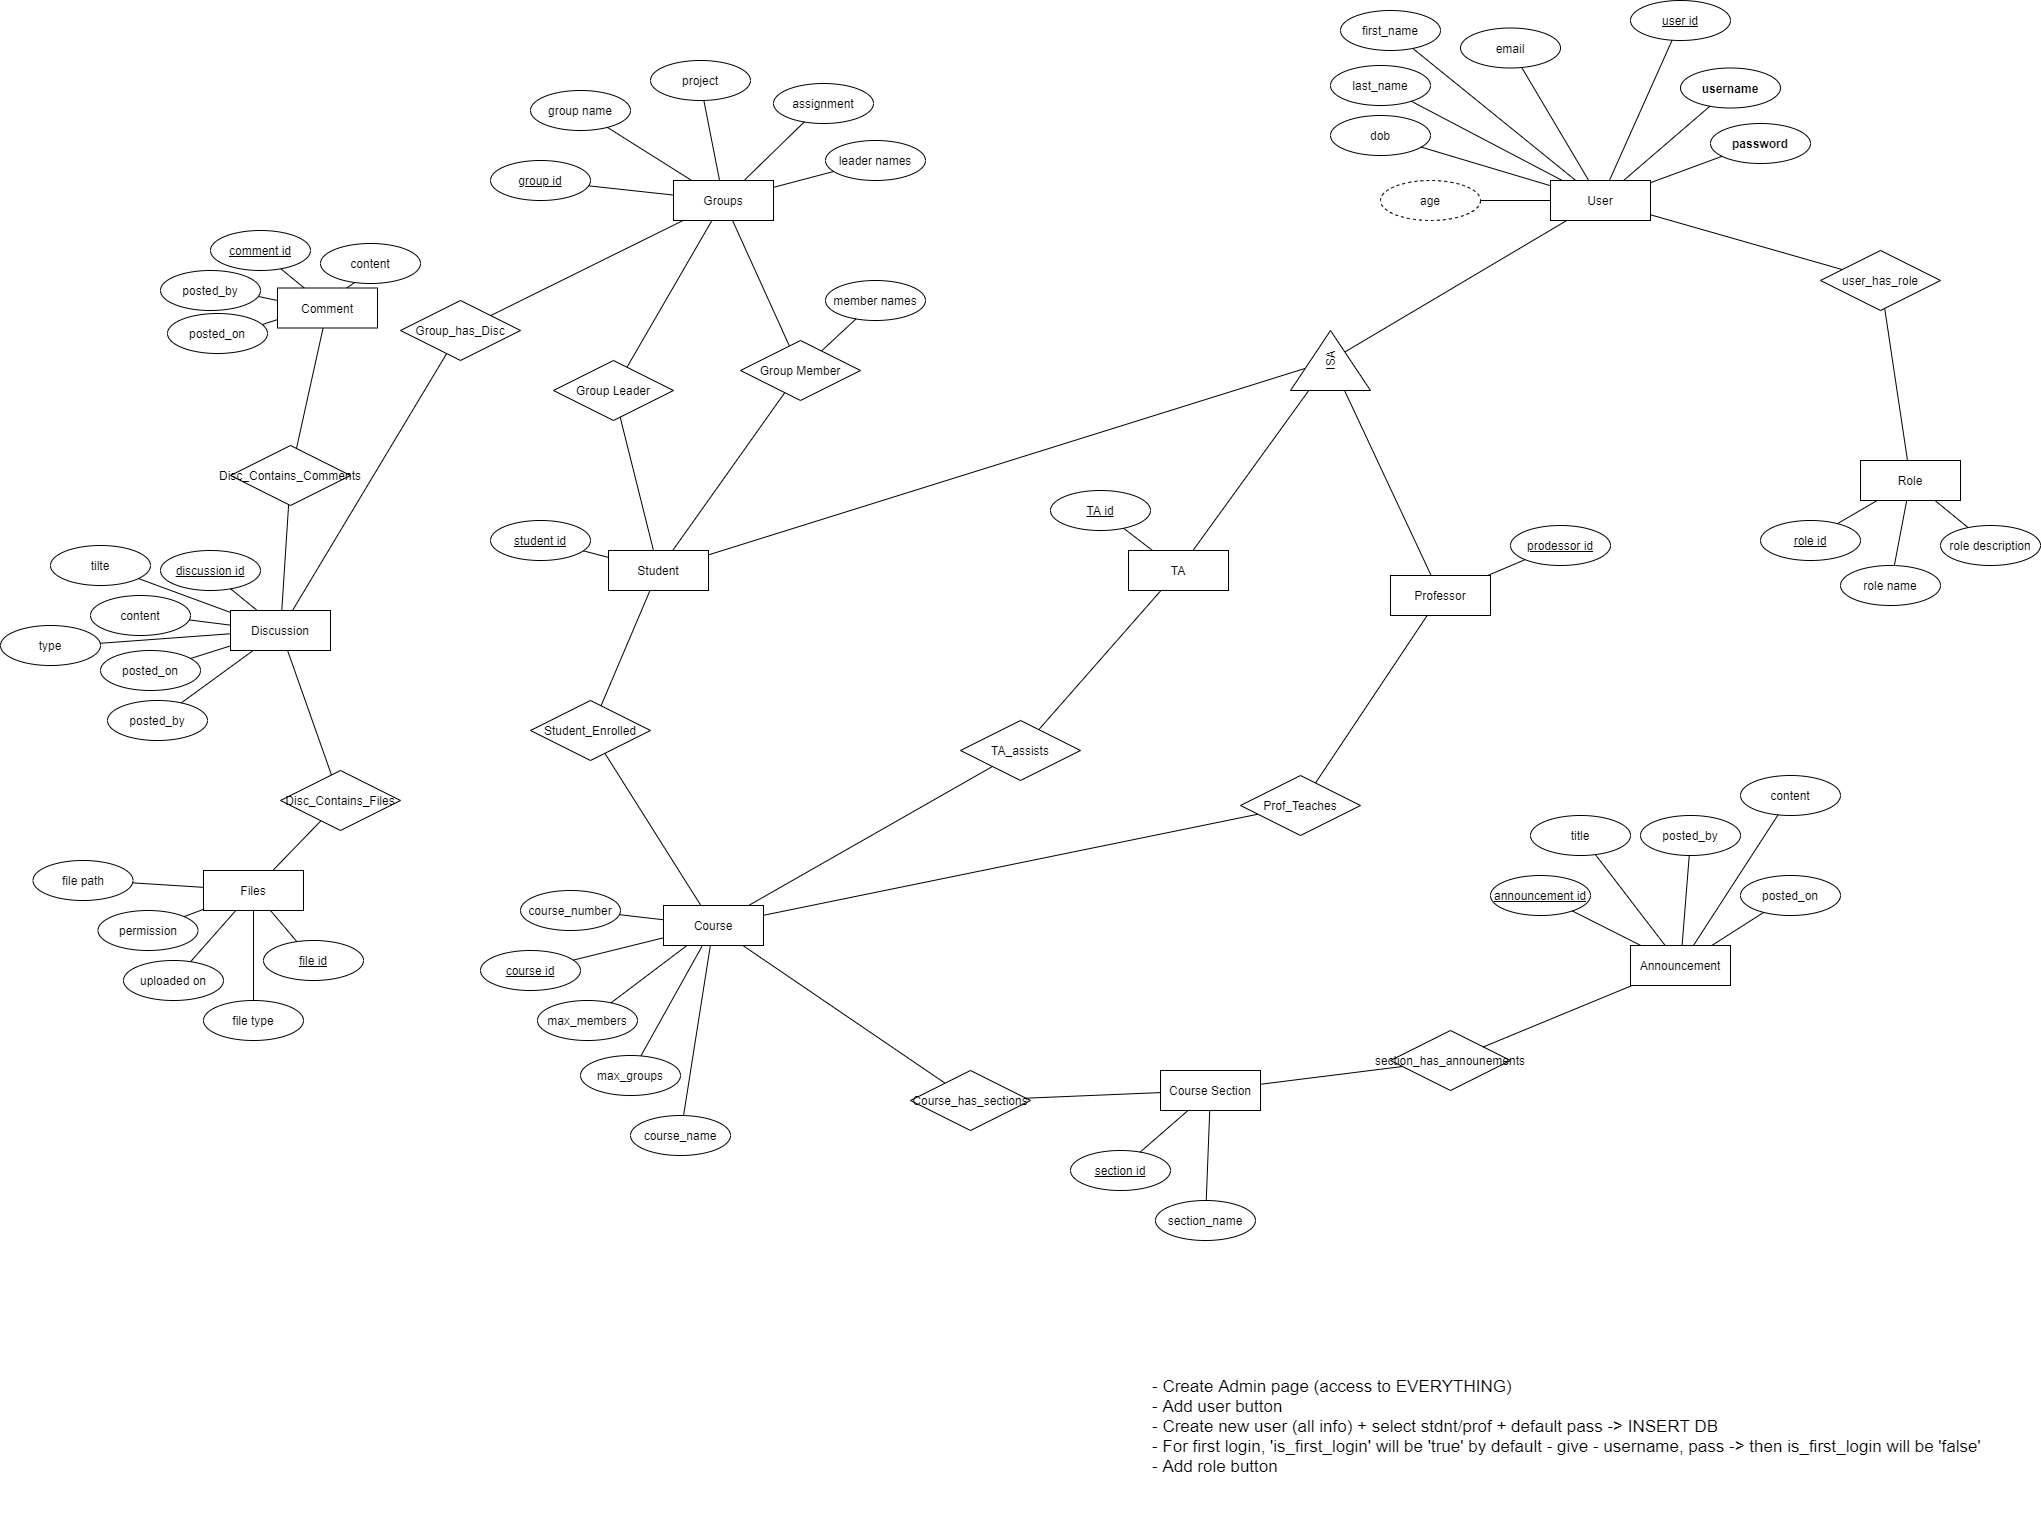 user id
first_name
email
project
last_name
username
assignment
group name
dob
password
leader names
group id
Groups
age
User
comment id
content
user_has_role
posted_by
member names
Comment
posted_on
Group_has_Disc
ISA
Group Member
Group Leader
Disc_Contains_Comments
Role
TA id
student id
prodessor id
role id
role description
tilte
discussion id
Student
TA
role name
Professor
content
Discussion
type
posted_on
posted_by
Student_Enrolled
TA_assists
content
Disc_Contains_Files
Prof_Teaches
title
posted_by
file path
Files
announcement id
posted_on
course_number
Course
permission
file id
course id
Announcement
uploaded on
file type
max_members
section_has_announements
max_groups
Course_has_sections
Course Section
course_name
section id
section_name
- Create Admin page (access to EVERYTHING)
- Add user button
- Create new user (all info) + select stdnt/prof + default pass -> INSERT DB
- For first login, 'is_first_login' will be 'true' by default - give - username, pass -> then is_first_login will be 'false'
- Add role button